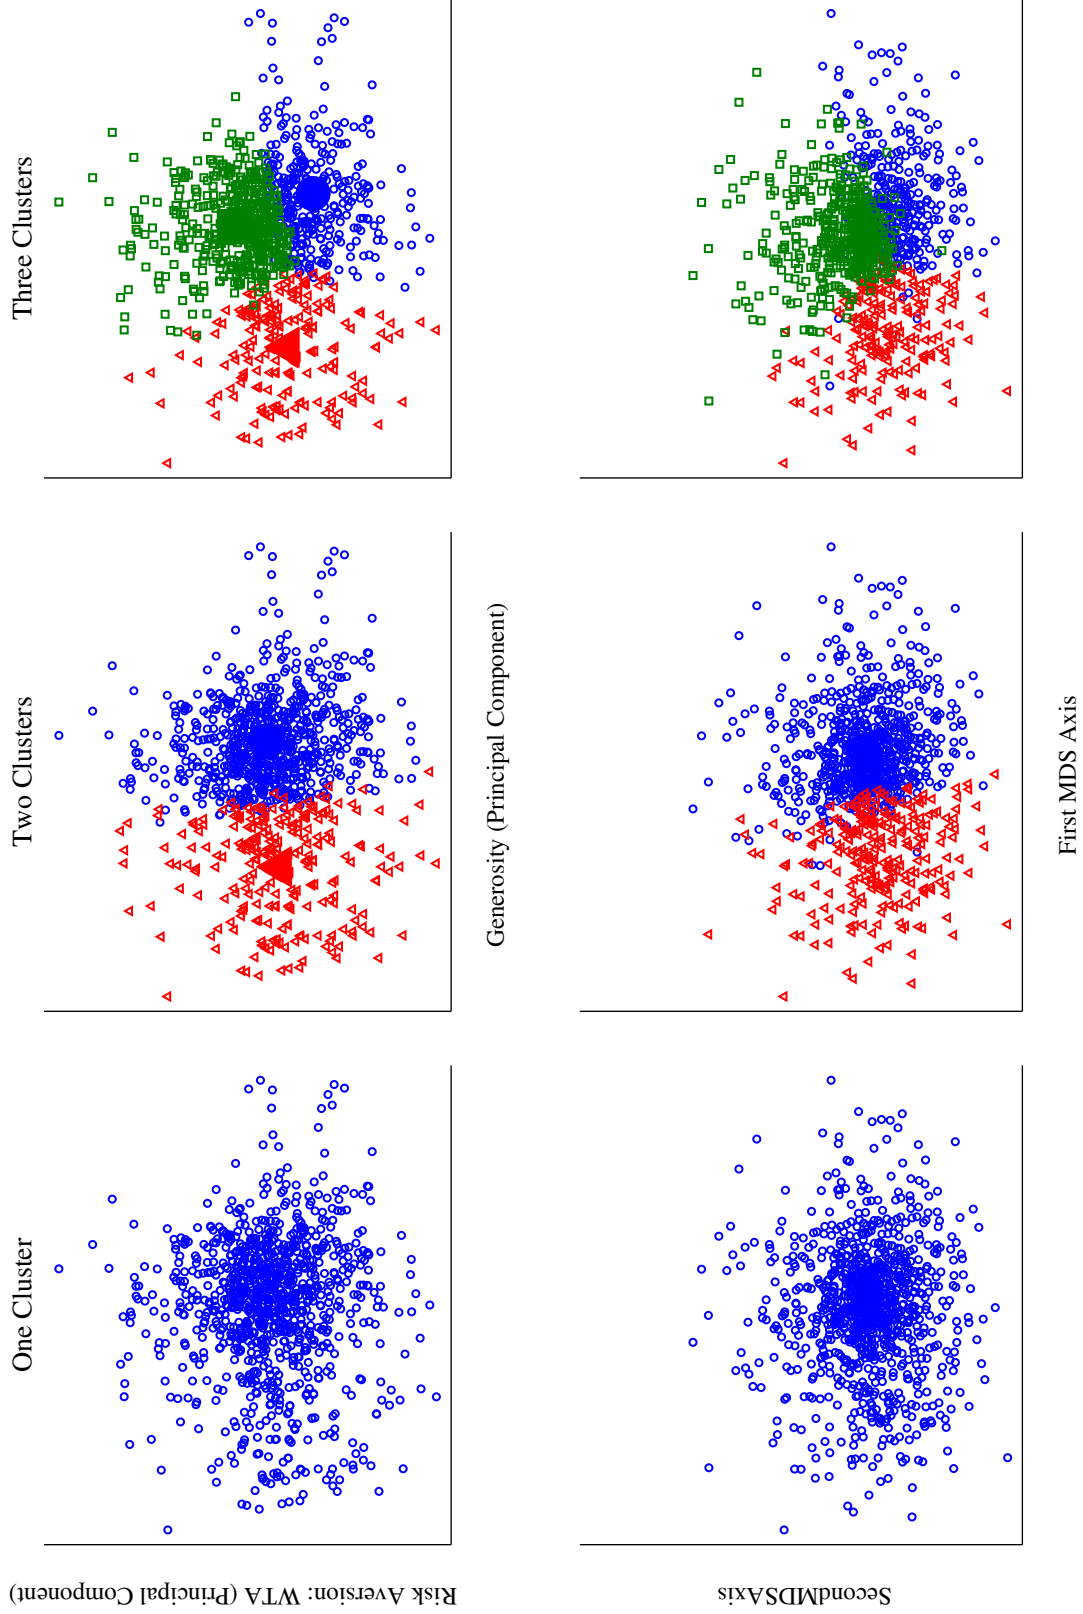 One Cluster
Two Clusters
Three Clusters
Risk Aversion: WTA (Principal Component)
Generosity (Principal Component)
SecondMDSAxis
First MDS Axis